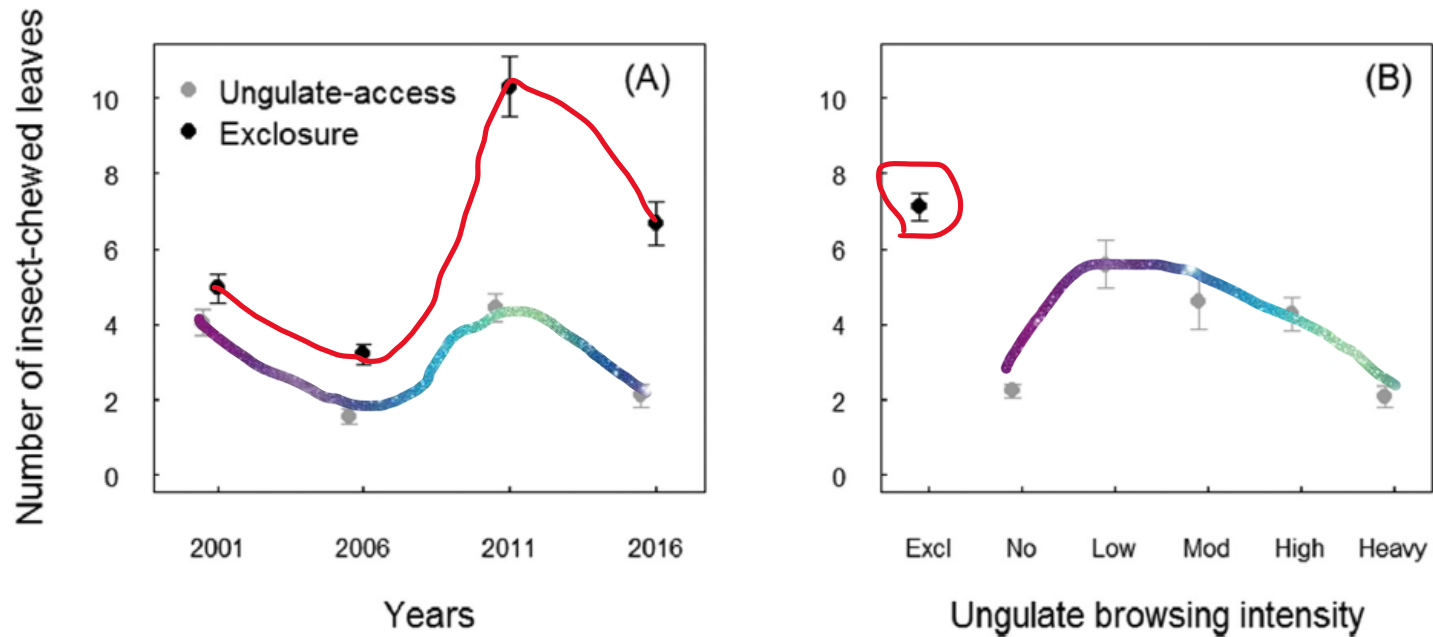 Number of insect-chewed leaves
(A)
Ungulate-access
Exclosure
10
8
6
4
2
0
2001 2006 2011 2016
Years
(B)
10
8
6
4
2
0
Excl No Low Mod High Heavy
Ungulate browsing intensity